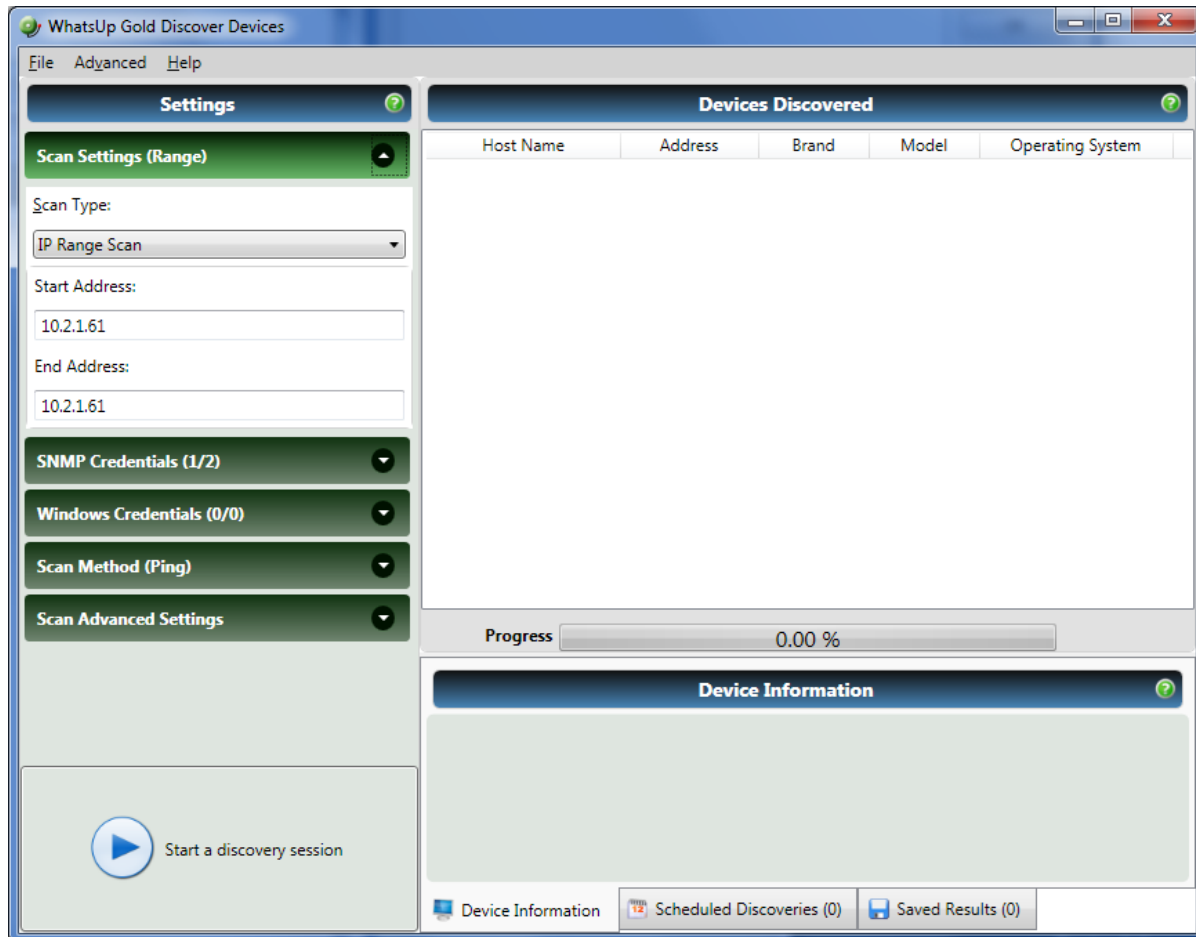 WhatsUp Gold Discover Devices
File Advanced Help
Settings
Scan Settings (Range)
Scan Type:
IP Range Scan
Start Address:
10.2.1.61
End Address:
10.2.1.61
SNMP Credentials (1/2)
Windows Credentials (0/0)
Scan Method (Ping)
Scan Advanced Settings
Start a discovery session
Devices Discovered
Host Name Address Brand Model Operating System
Progress 0.00 %
Device Information
Device Information 12 Scheduled Discoveries (0) Saved Results (0)